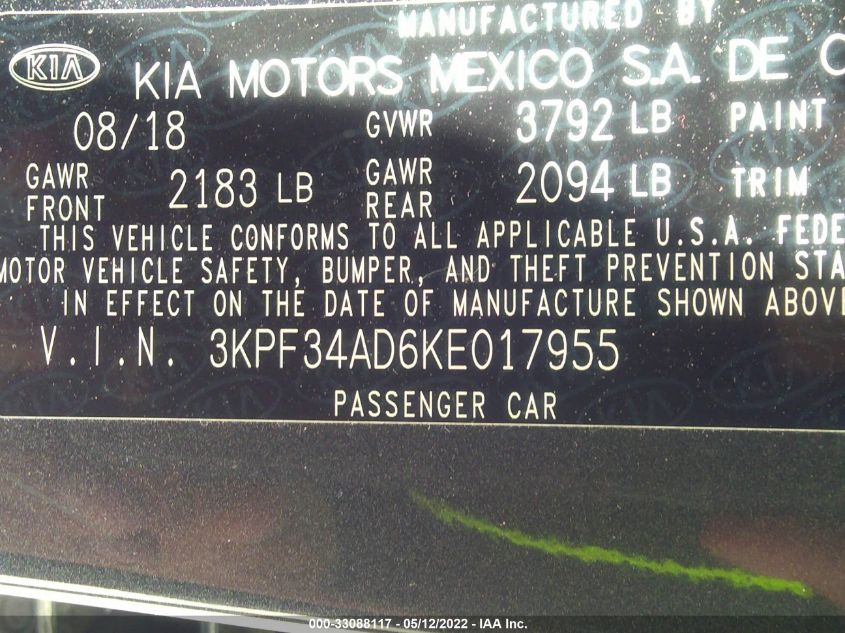 MANUFACTURED BY
KIA KIA MOTORS MEXICO S.A. DE C
08/18 GVWR 3792 LB PAINT
GAWR FRONT 2183 LB GAWR REAR 2094 LB TRIM
THIS VEHICLE CONFORMS TO ALL APPLICABLE U.S.A. FEDE
MOTOR VEHICLE SAFETY, BUMPER, AND THEFT PREVENTION STA
IN EFFECT ON THE DATE OF MANUFACTURE SHOWN ABOVE
V.I.N. 3KPF34AD6KE017955
PASSENGER CAR
000-33088117 - 05/12/2022 - IAA Inc.